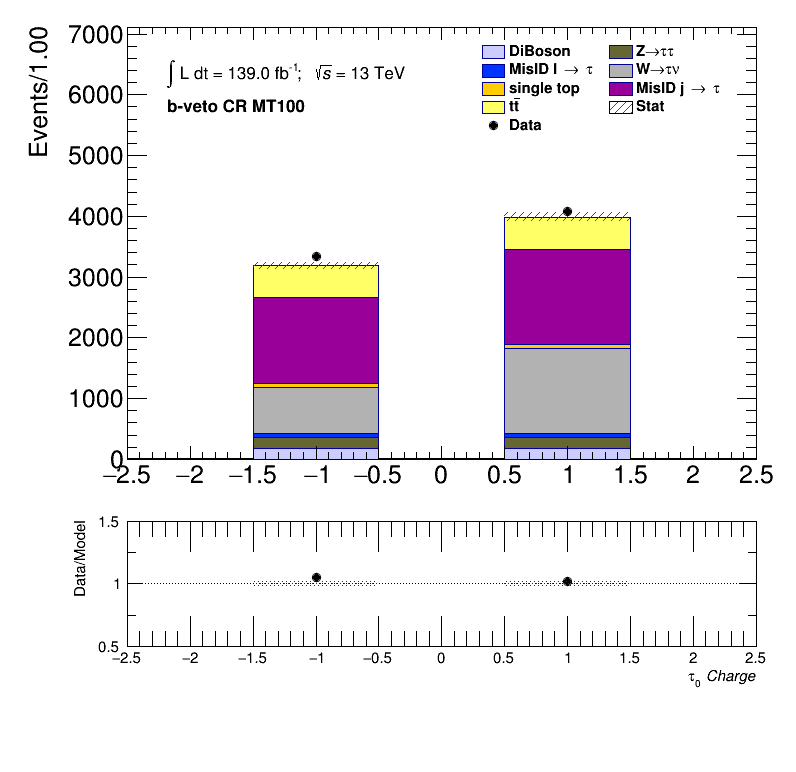 Events/1.00
7000
6000
5000
4000
3000
2000
1000
0
∫ L dt = 139.0 fb⁻¹; √s = 13 TeV
b-veto CR MT100
DiBoson
Z→ττ
MisID l → τ
W→τν
single top
MisID j → τ
tt̄
Stat
Data
−2.5 −2 −1.5 −1 −0.5 0 0.5 1 1.5 2 2.5
Data/Model
1.5
1
0.5
−2.5 −2 −1.5 −1 −0.5 0 0.5 1 1.5 2 2.5
τ₀ Charge